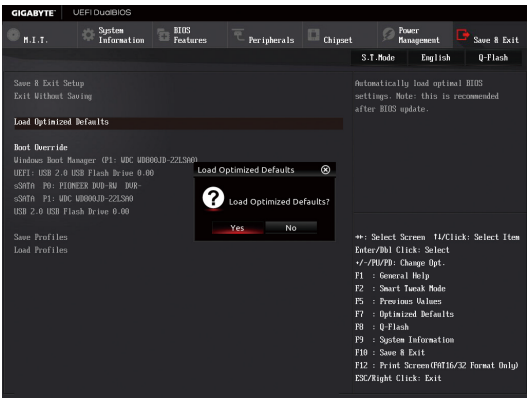 GIGABYTE™ UEFI DualBIOS
M.I.T.
System Information
BIOS Features
Peripherals
Chipset
Power Management
Save & Exit
S.T.Mode English Q-Flash
Save & Exit Setup
Exit Without Saving
Load Optimized Defaults
Boot Override
Windows Boot Manager (P1: WDC WD800JD-22LSA0)
UEFI: USB 2.0 USB Flash Drive 0.00
sSATA P0: PIONEER DVD-RW DVR-
sSATA P1: WDC WD800JD-22LSA0
USB 2.0 USB Flash Drive 0.00
Save Profiles
Load Profiles
Load Optimized Defaults
Load Optimized Defaults?
Yes No
Automatically load optimal BIOS
settings. Note: this is recommended
after BIOS update.
↔: Select Screen ↑↓/Click: Select Item
Enter/Dbl Click: Select
+/-/PU/PD: Change Opt.
F1 : General Help
F2 : Smart Tweak Mode
F5 : Previous Values
F7 : Optimized Defaults
F8 : Q-Flash
F9 : System Information
F10 : Save & Exit
F12 : Print Screen(FAT16/32 Format Only)
ESC/Right Click: Exit